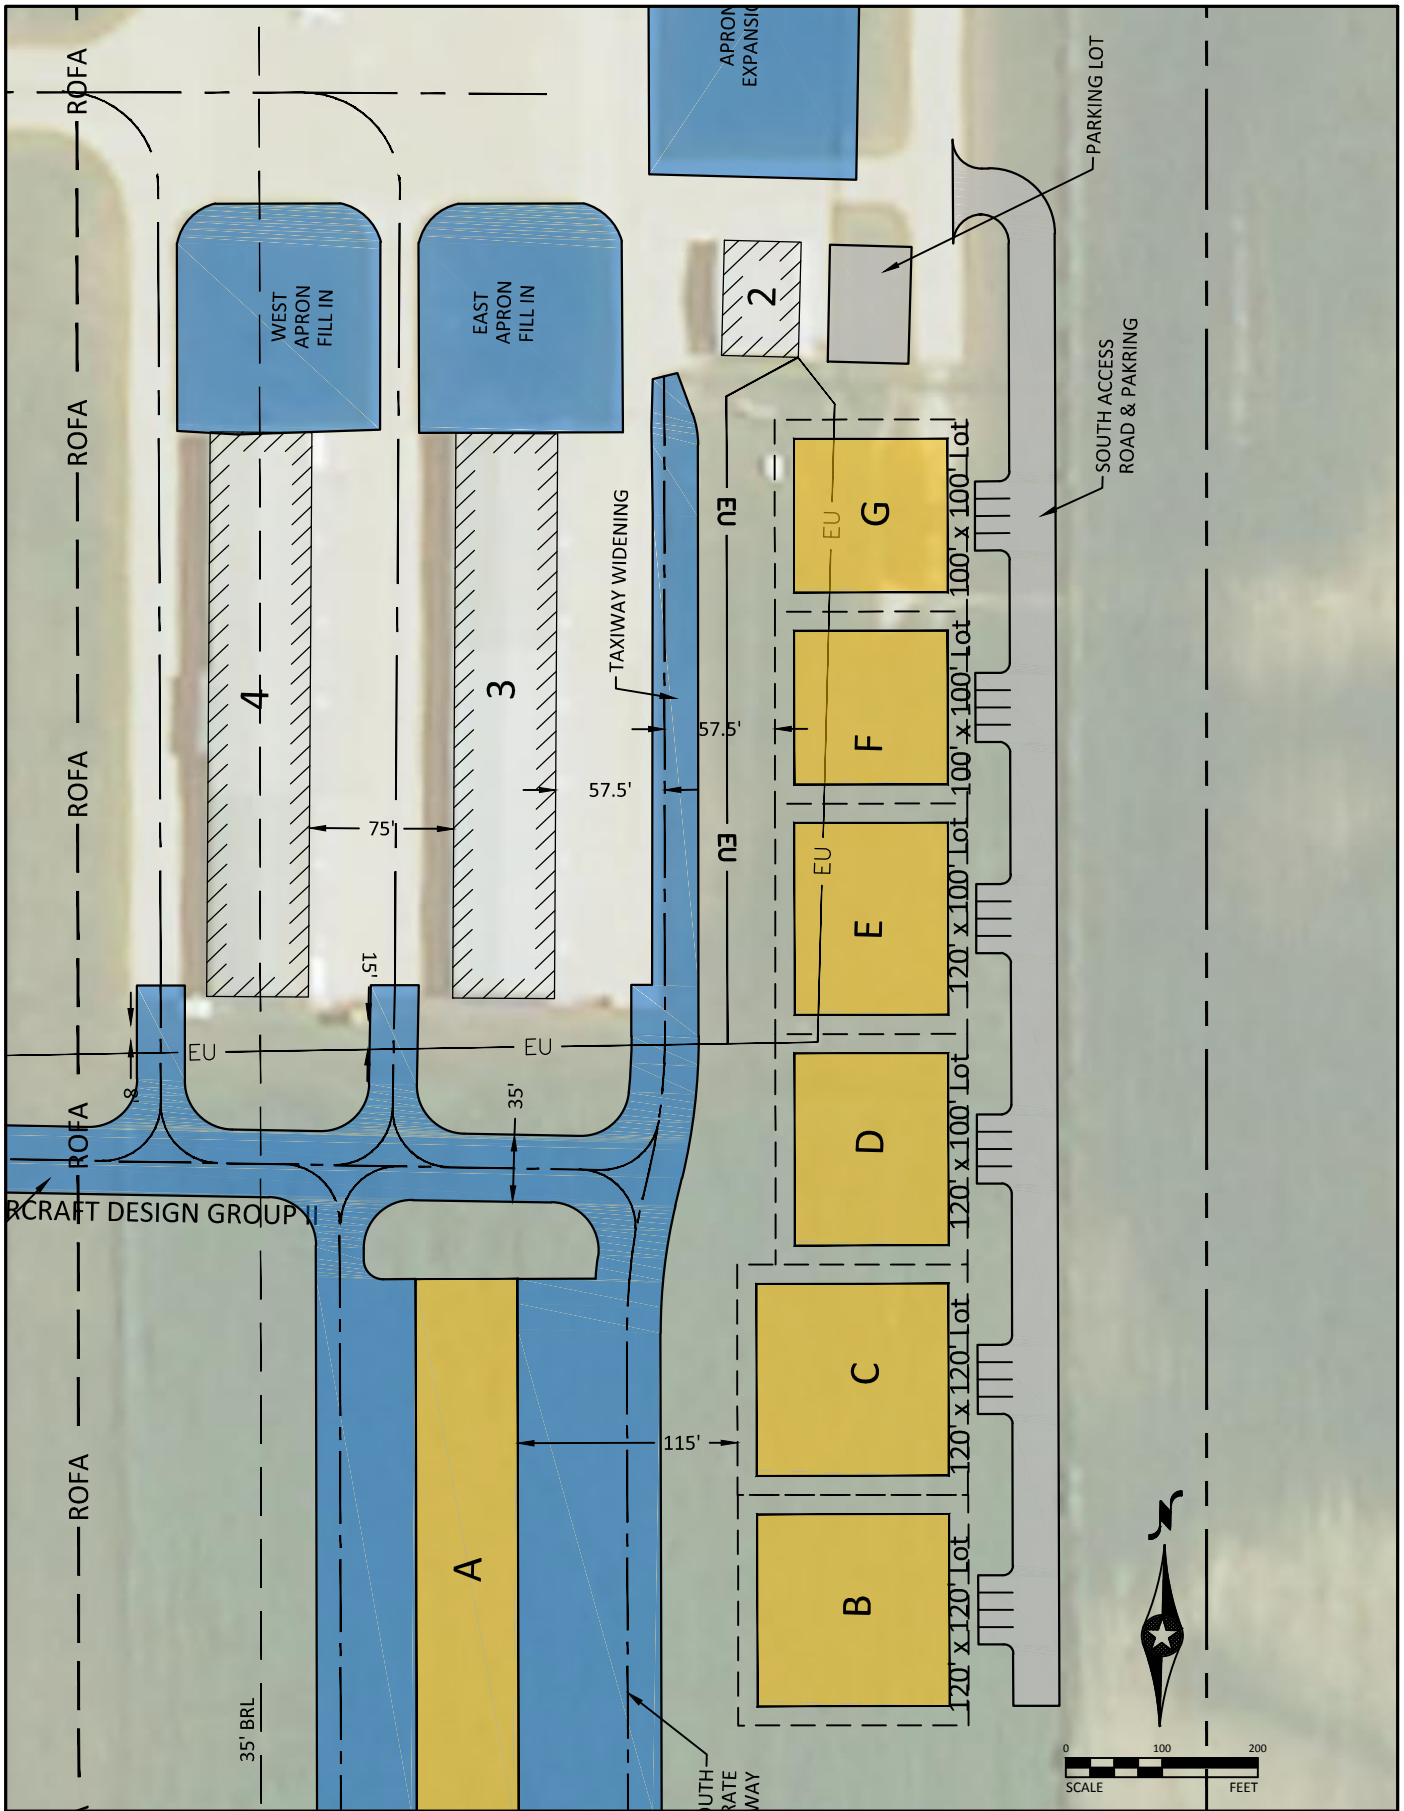 APRON
EXPANSIO
ROFA
PARKING LOT
WEST
APRON
FILL IN
EAST
APRON
FILL IN
2
SOUTH ACCESS
ROAD & PAKRING
ROFA
100' x 100' Lot
G
EU
EU
TAXIWAY WIDENING
4
3
100' x 100' Lot
F
57.5'
57.5'
75'
ROFA
EU
EU
120' x 100' Lot
E
15'
EU
EU
8'
35'
ROFA
120' x 100' Lot
D
RCRAFT DESIGN GROUP II
120' x 120' Lot
C
115'
ROFA
A
120' x 120' Lot
B
N
35' BRL
OUTH
RATE
WAY
0 100 200
SCALE FEET